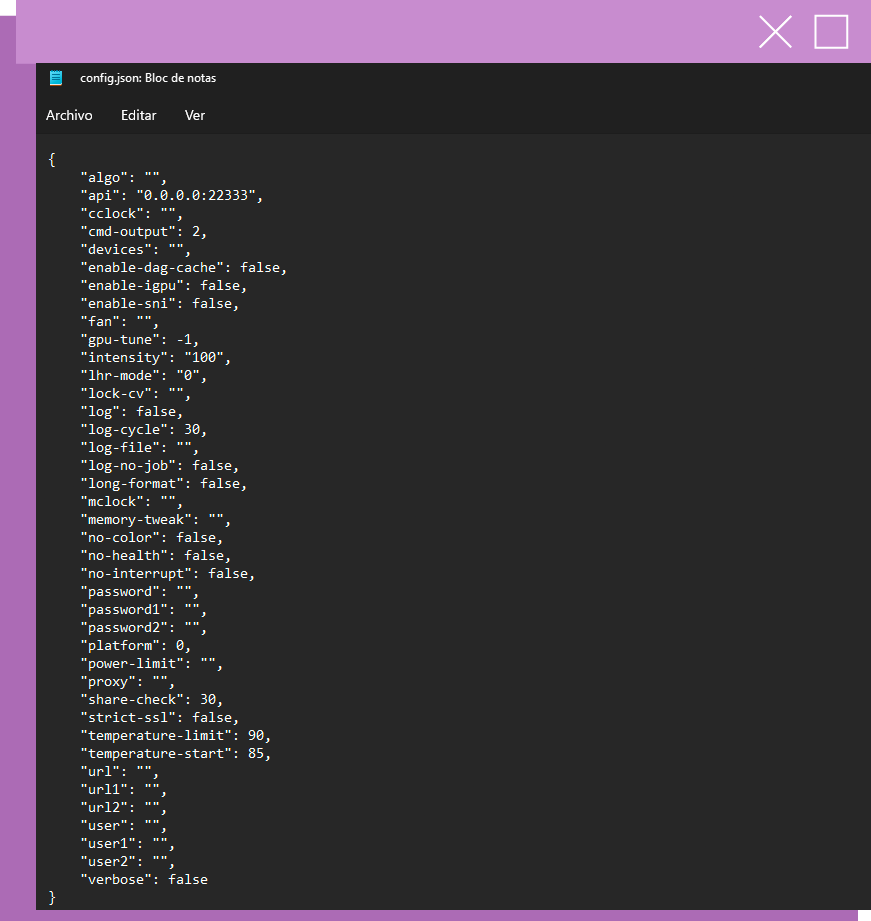 config.json: Bloc de notas
Archivo Editar Ver
{
    "algo": "",
    "api": "0.0.0.0:22333",
    "cclock": "",
    "cmd-output": 2,
    "devices": "",
    "enable-dag-cache": false,
    "enable-igpu": false,
    "enable-sni": false,
    "fan": "",
    "gpu-tune": -1,
    "intensity": "100",
    "lhr-mode": "0",
    "lock-cv": "",
    "log": false,
    "log-cycle": 30,
    "log-file": "",
    "log-no-job": false,
    "long-format": false,
    "mclock": "",
    "memory-tweak": "",
    "no-color": false,
    "no-health": false,
    "no-interrupt": false,
    "password": "",
    "password1": "",
    "password2": "",
    "platform": 0,
    "power-limit": "",
    "proxy": "",
    "share-check": 30,
    "strict-ssl": false,
    "temperature-limit": 90,
    "temperature-start": 85,
    "url": "",
    "url1": "",
    "url2": "",
    "user": "",
    "user1": "",
    "user2": "",
    "verbose": false
}